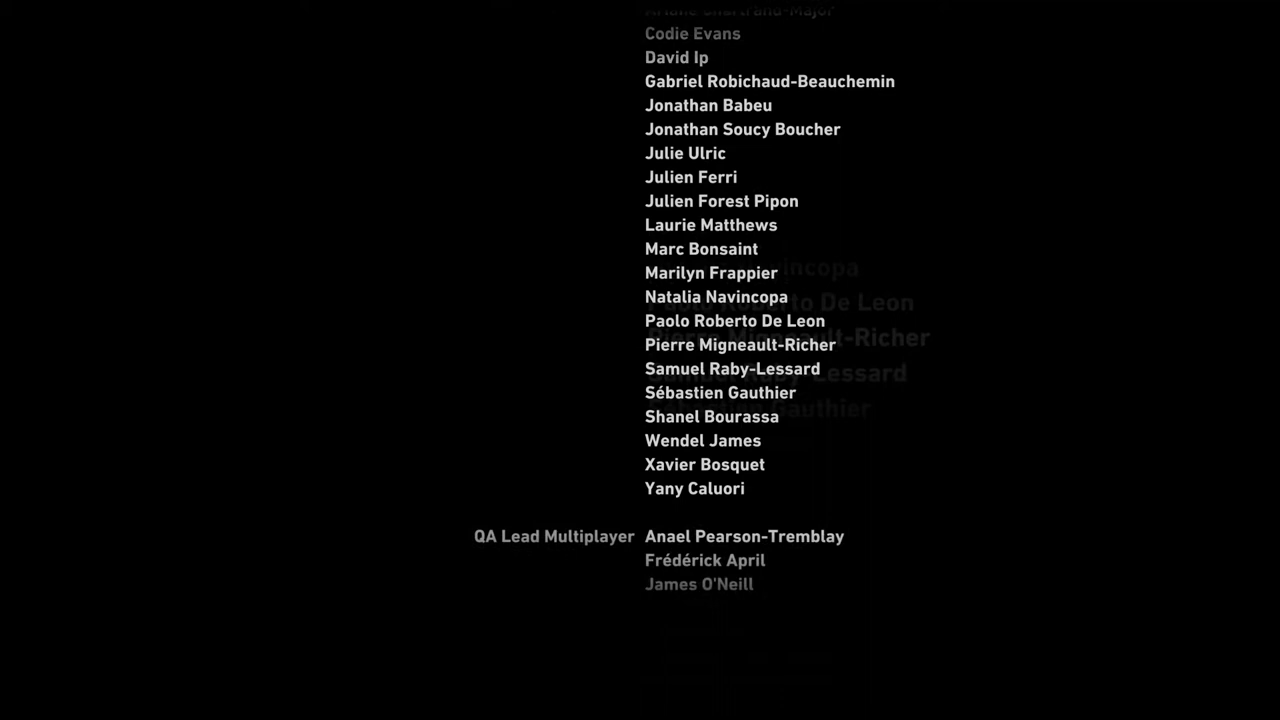 Codie Evans
David Ip
Gabriel Robichaud-Beauchemin
Jonathan Babeu
Jonathan Soucy Boucher
Julie Ulric
Julien Ferri
Julien Forest Pipon
Laurie Matthews
Marc Bonsaint
Marilyn Frappier
Natalia Navincopa
Paolo Roberto De Leon
Pierre Migneault-Richer
Samuel Raby-Lessard
Sébastien Gauthier
Shanel Bourassa
Wendel James
Xavier Bosquet
Yany Caluori
QA Lead Multiplayer Anael Pearson-Tremblay
Frédérick April
James O'Neill